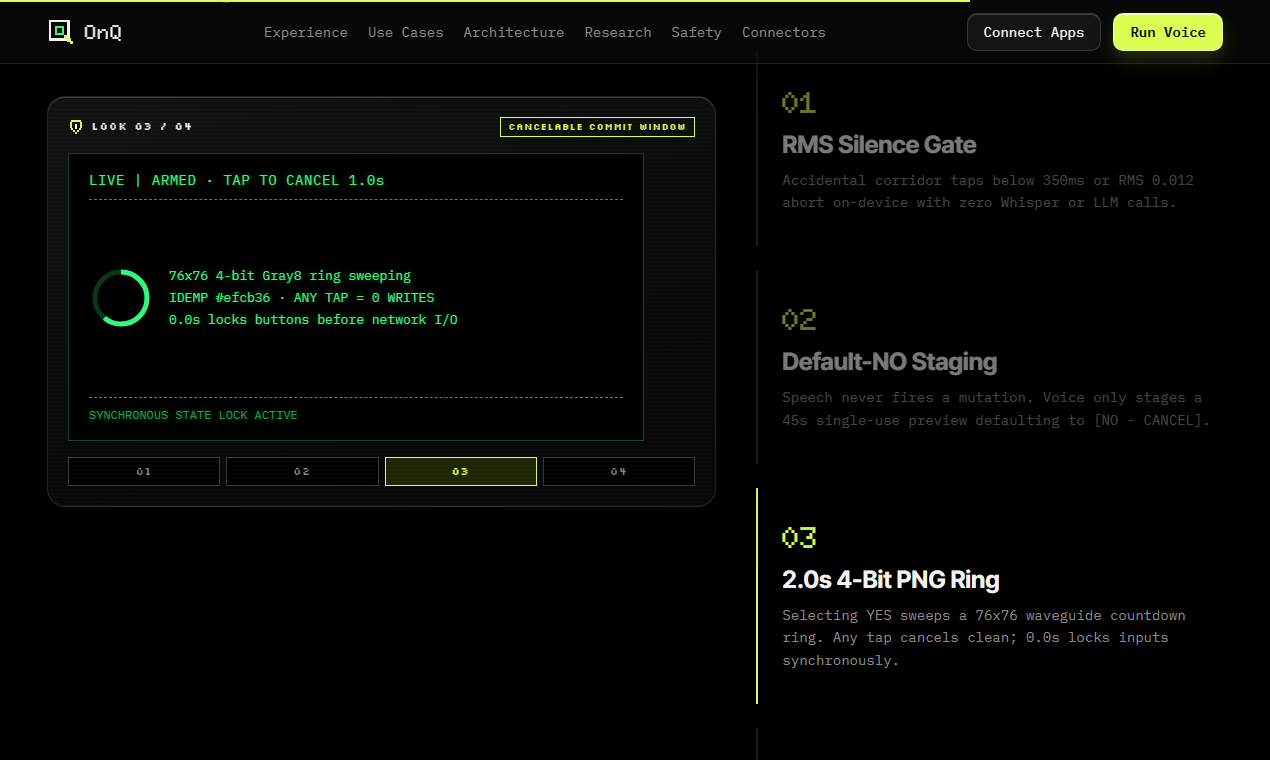 OnQ
Experience Use Cases Architecture Research Safety Connectors
Connect Apps
Run Voice
LOCK 03 / 04
CANCELABLE COMMIT WINDOW
LIVE | ARMED · TAP TO CANCEL 1.0s
76x76 4-bit Gray8 ring sweeping
IDEMP #efcb36 · ANY TAP = 0 WRITES
0.0s locks buttons before network I/O
SYNCHRONOUS STATE LOCK ACTIVE
01 02 03 04
01
RMS Silence Gate
Accidental corridor taps below 350ms or RMS 0.012
abort on-device with zero Whisper or LLM calls.
02
Default-NO Staging
Speech never fires a mutation. Voice only stages a
45s single-use preview defaulting to [NO - CANCEL].
03
2.0s 4-Bit PNG Ring
Selecting YES sweeps a 76x76 waveguide countdown
ring. Any tap cancels clean; 0.0s locks inputs
synchronously.